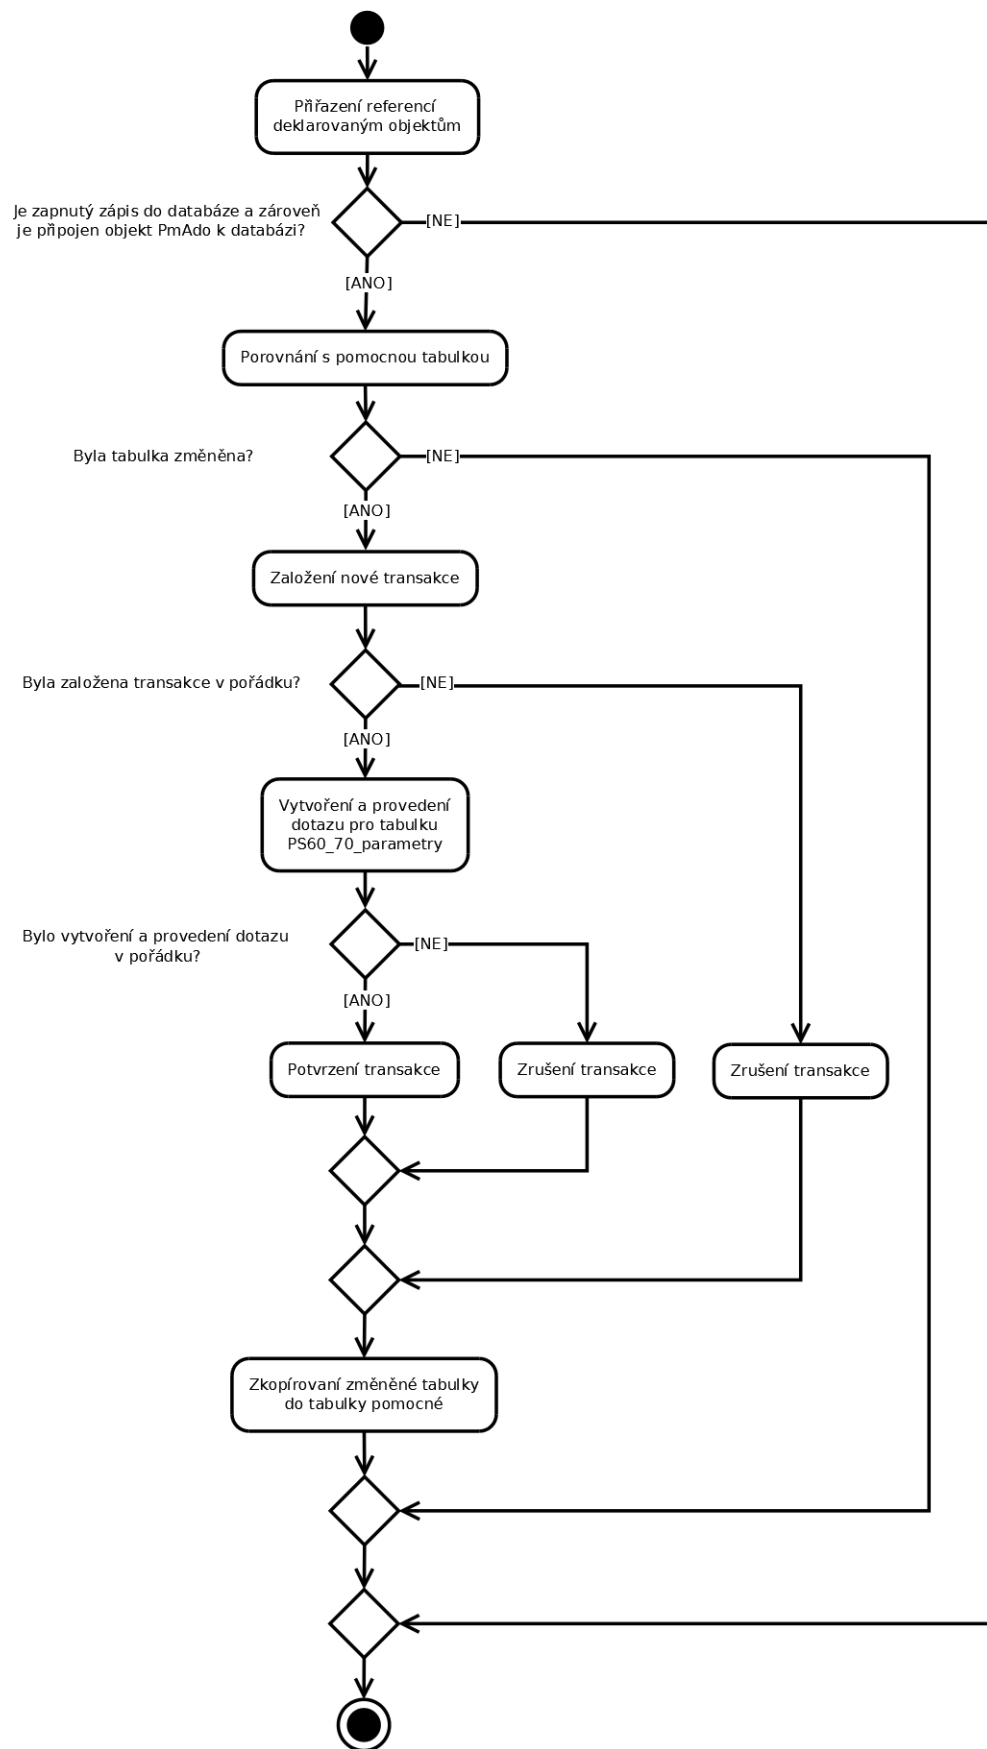 Přiřazení referencí
deklarovaným objektům
Je zapnutý zápis do databáze a zároveň
je připojen objekt PmAdo k databázi?
[NE]
[ANO]
Porovnání s pomocnou tabulkou
Byla tabulka změněna?
[NE]
[ANO]
Založení nové transakce
Byla založena transakce v pořádku?
[NE]
[ANO]
Vytvoření a provedení
dotazu pro tabulku
PS60_70_parametry
Bylo vytvoření a provedení dotazu
v pořádku?
[NE]
[ANO]
Potvrzení transakce
Zrušení transakce
Zrušení transakce
Zkopírovaní změněné tabulky
do tabulky pomocné